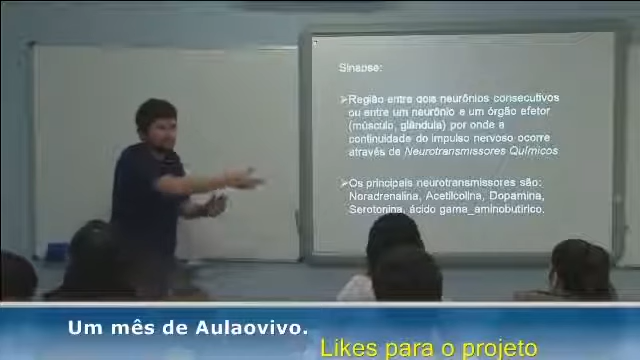 Sinapse:
➢Região entre dois neurônios consecutivos
ou entre um neurônio e um órgão efetor
(músculo, glândula) por onde a
continuidade do impulso nervoso ocorre
através de Neurotransmissores Químicos
➢Os principais neurotransmissores são:
Noradrenalina, Acetilcolina, Dopamina,
Serotonina, ácido gama_aminobutirico.
Um mês de Aulaovivo.
Likes para o projeto